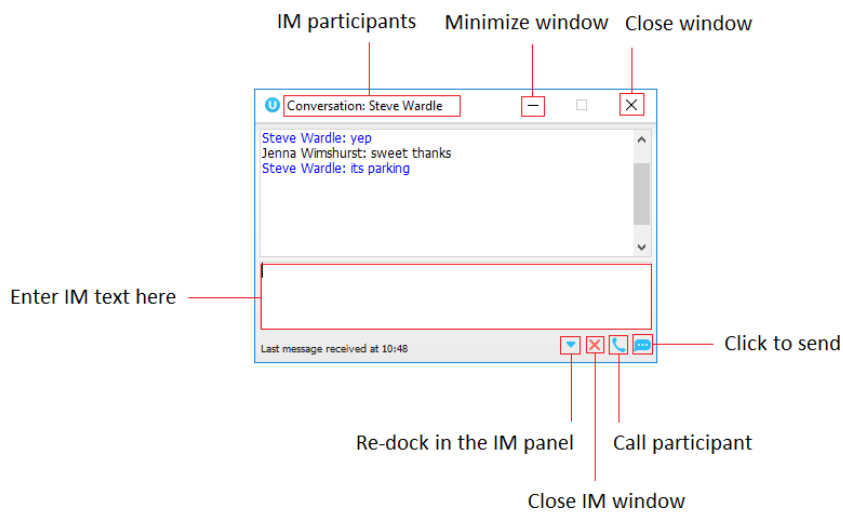 IM participants
Minimize window
Close window
Conversation: Steve Wardle
Steve Wardle: yep
Jenna Wimshurst: sweet thanks
Steve Wardle: its parking
Enter IM text here
Last message received at 10:48
Click to send
Re-dock in the IM panel
Call participant
Close IM window